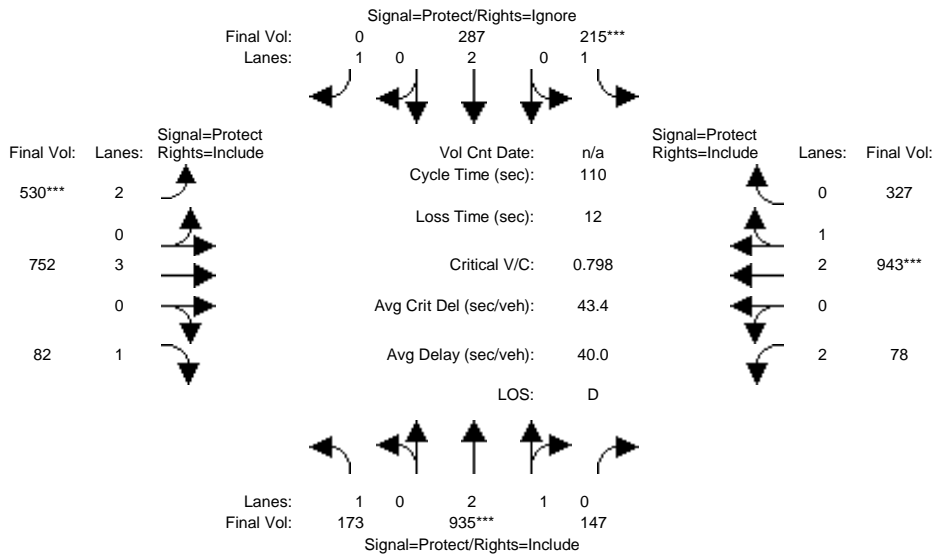 Signal=Protect/Rights=Ignore
Final Vol: 0 287 215***
Lanes: 1 0 2 0 1
Signal=Protect Signal=Protect
Final Vol: Lanes: Rights=Include Vol Cnt Date: n/a Rights=Include Lanes: Final Vol:
Cycle Time (sec): 110
530*** 2 0 327
Loss Time (sec): 12
0 1
752 3 Critical V/C: 0.798 2 943***
0 Avg Crit Del (sec/veh): 43.4 0
82 1 Avg Delay (sec/veh): 40.0 2 78
LOS: D
Lanes: 1 0 2 1 0
Final Vol: 173 935*** 147
Signal=Protect/Rights=Include